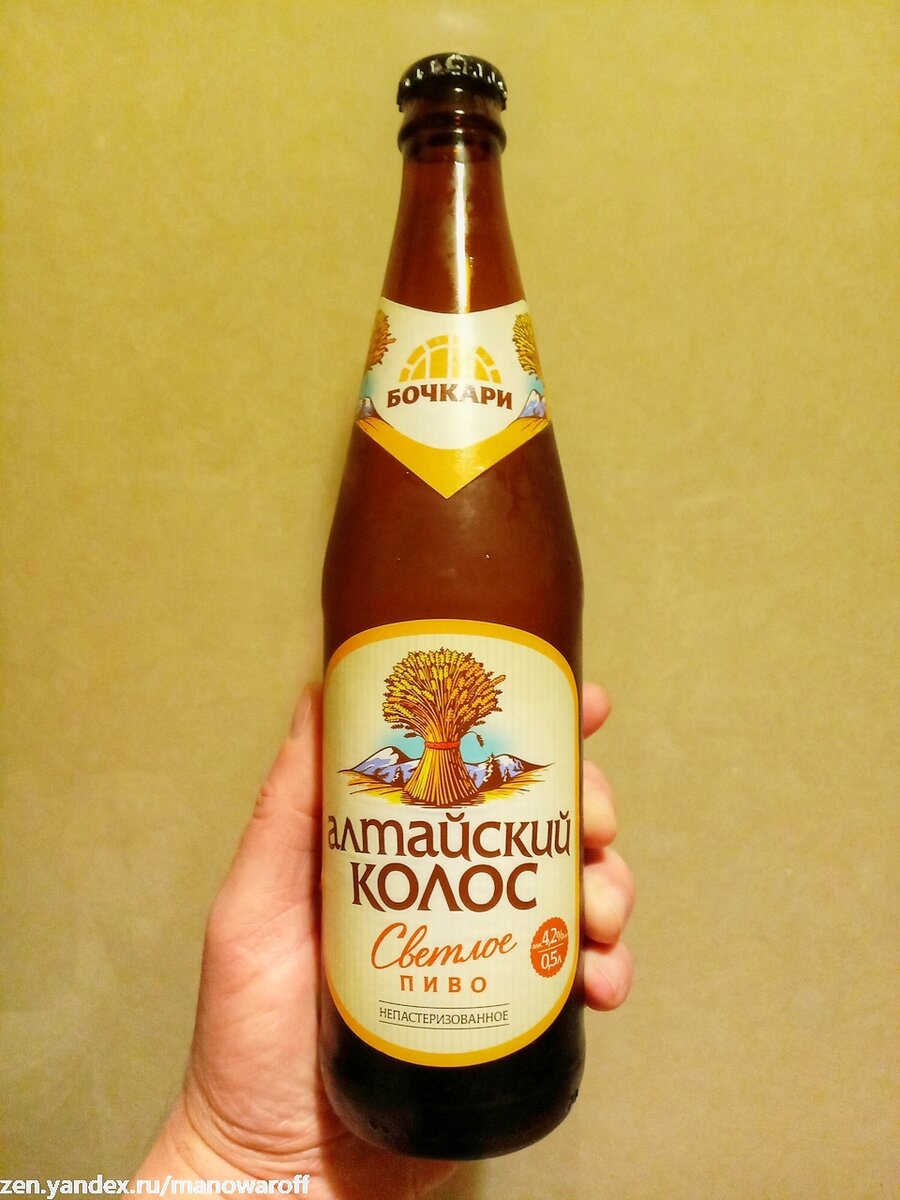 БОЧКАРИ
алтайский
колос
Светлое
ПИВО
НЕПАСТЕРИЗОВАННОЕ
4,2%
0,5л
zen.yandex.ru/manowaroff